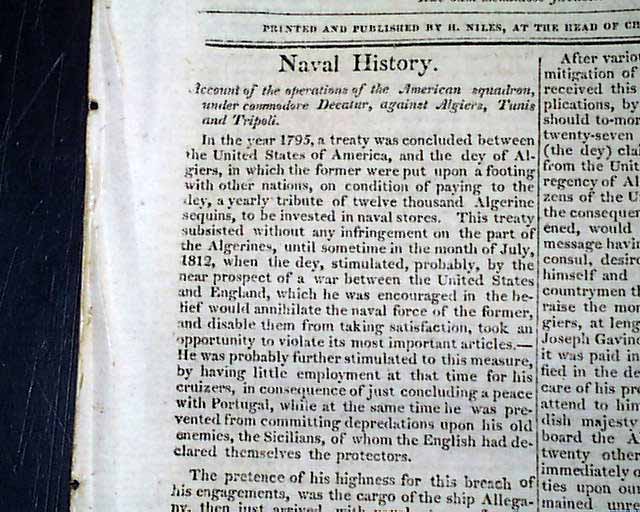 PRINTED AND PUBLISHED BY H. NILES, AT THE HEAD OF
Naval History.
Account of the operations of the American squadron,
under commodore Decatur, against Algiers, Tunis
and Tripoli.
In the year 1795, a treaty was concluded between
the United States of America, and the dey of Al-
giers, in which the former were put upon a footing
with other nations, on condition of paying to the
dey, a yearly tribute of twelve thousand Algerine
sequins, to be invested in naval stores. This treaty
subsisted without any infringement on the part of
the Algerines, until sometime in the month of July,
1812, when the dey, stimulated, probably, by the
near prospect of a war between the United States
and England, which he was encouraged in the be-
lief would annihilate the naval force of the former,
and disable them from taking satisfaction, took an
opportunity to violate its most important articles.—
He was probably further stimulated to this measure,
by having little employment at that time for his
cruizers, in consequence of just concluding a peace
with Portugal, while at the same time he was pre-
vented from committing depredations upon his old
enemies, the Sicilians, of whom the English had de-
clared themselves the protectors.
The pretence of his highness for this breach of
his engagements, was the cargo of the ship Allega-
ny, then just arrived with
After
mitigation of
received this
plications, by
should to-mor
twenty-seven
(the dey) clai
from the Unit
regency of Al
zens of the U
the consequen
ened, would
message havin
consul, desire
himself and
countrymen th
raise the mon
giers, at leng
Joseph Gavino
it was paid in
fied in the de
care of his pr
attend to him
dish majesty
board the A
twenty other
immediately o
ties upon our
mained unre